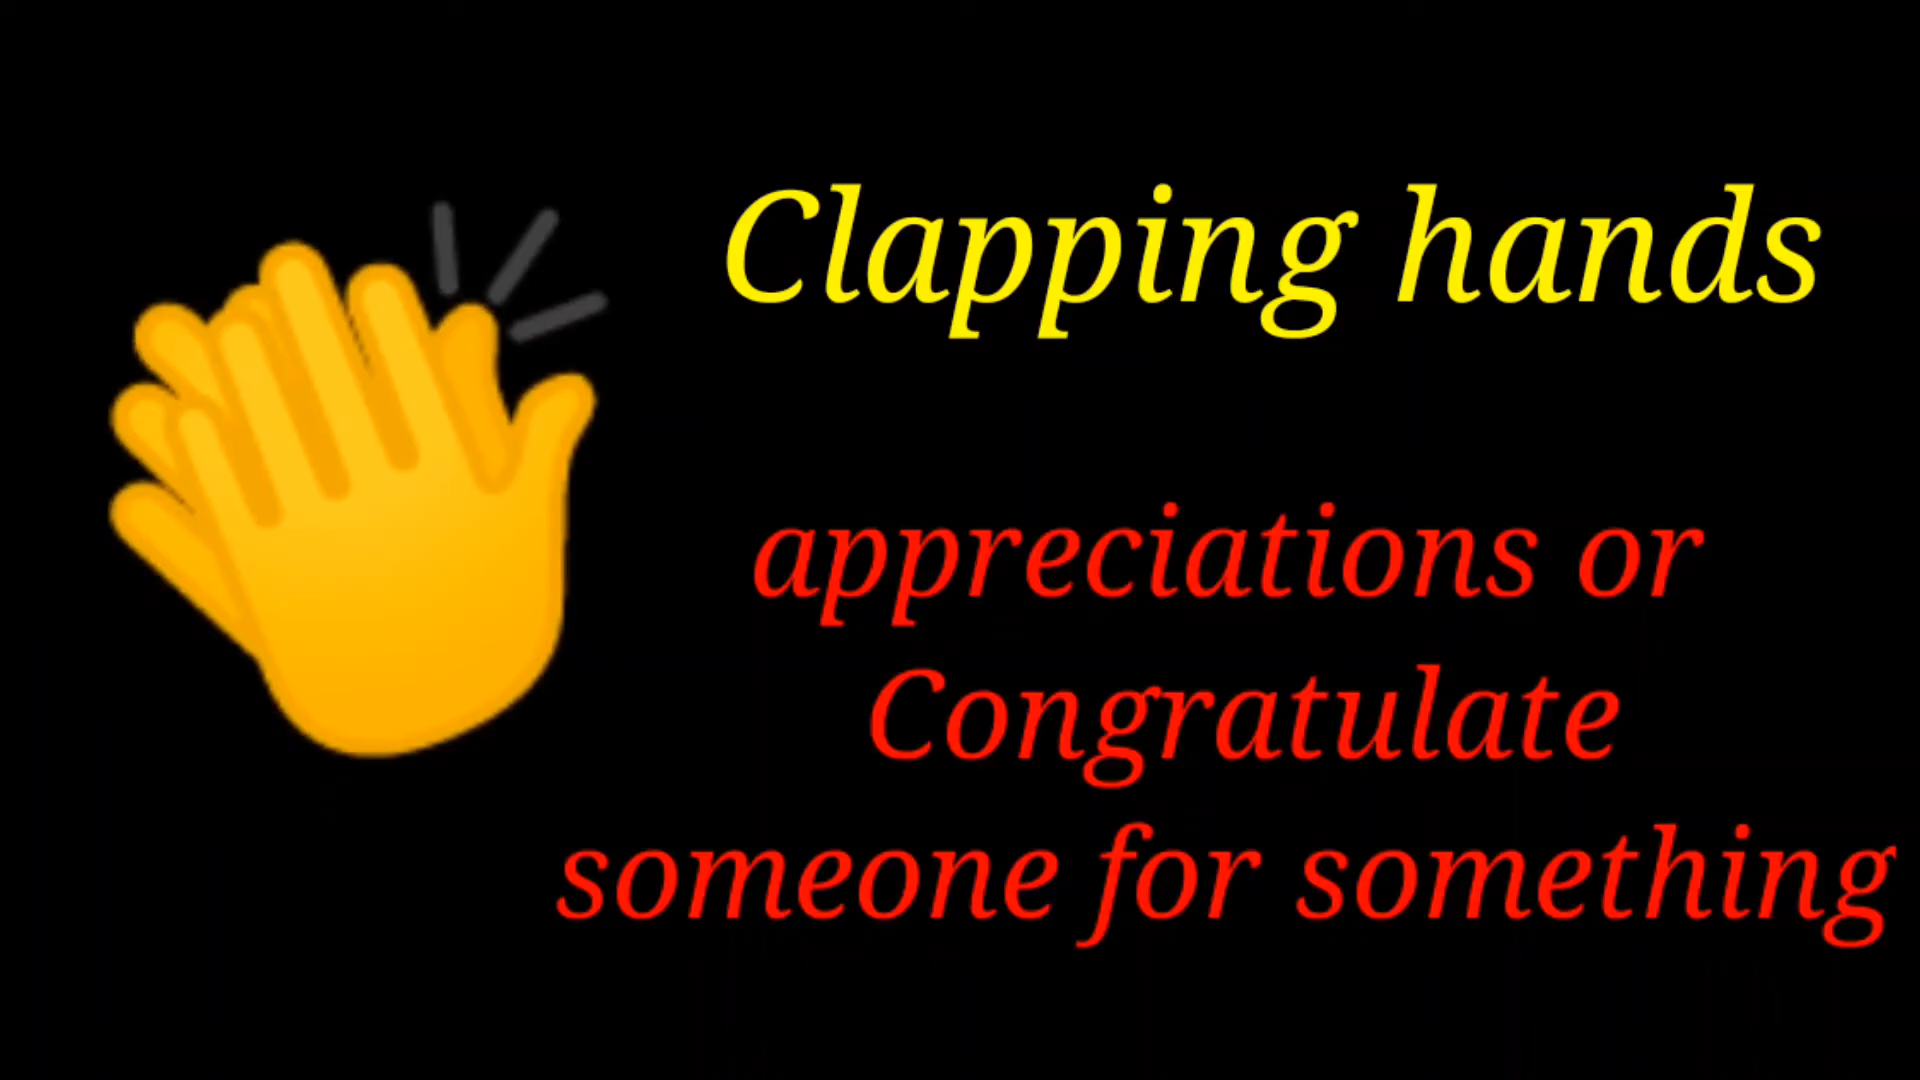 Clapping hands
appreciations or
Congratulate
someone for something